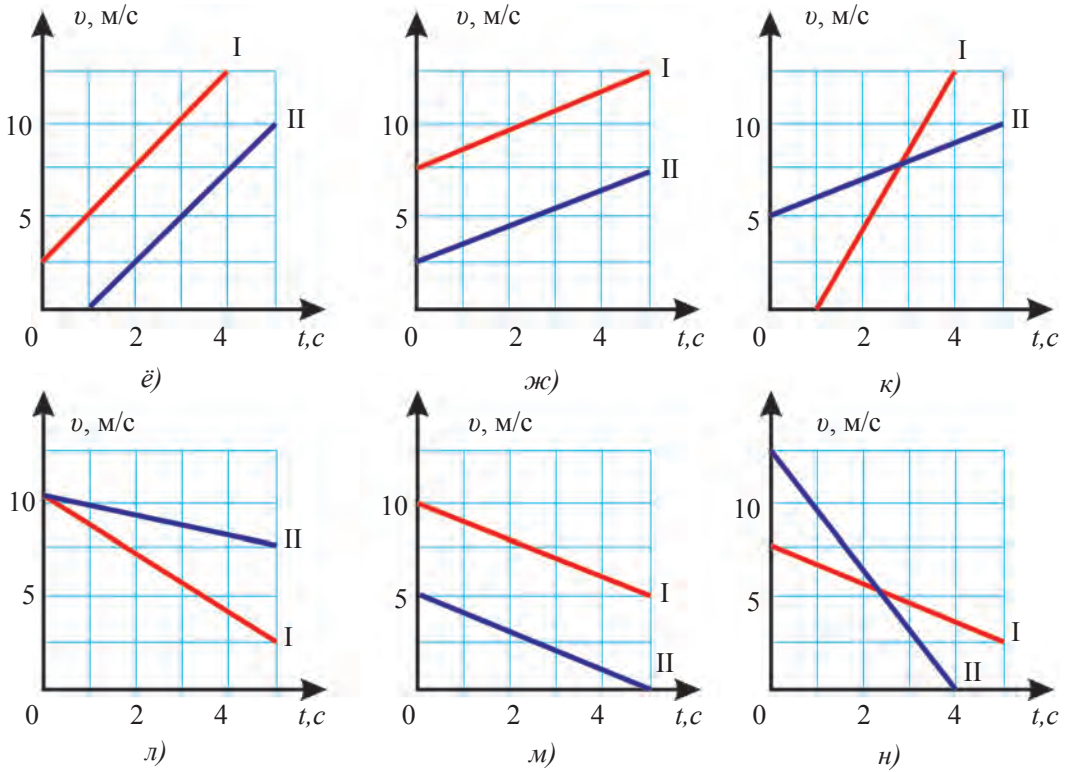 υ, м/с υ, м/с υ, м/с
I I I
10 II 10 II 10 II
5 5 5
0 2 4 t,с 0 2 4 t,с 0 2 4 t,с
ё) ж) к)
υ, м/с υ, м/с υ, м/с
10 II 10 10
5 I 5 I 5 I
II II
0 2 4 t,с 0 2 4 t,с 0 2 4 t,с
л) м) н)